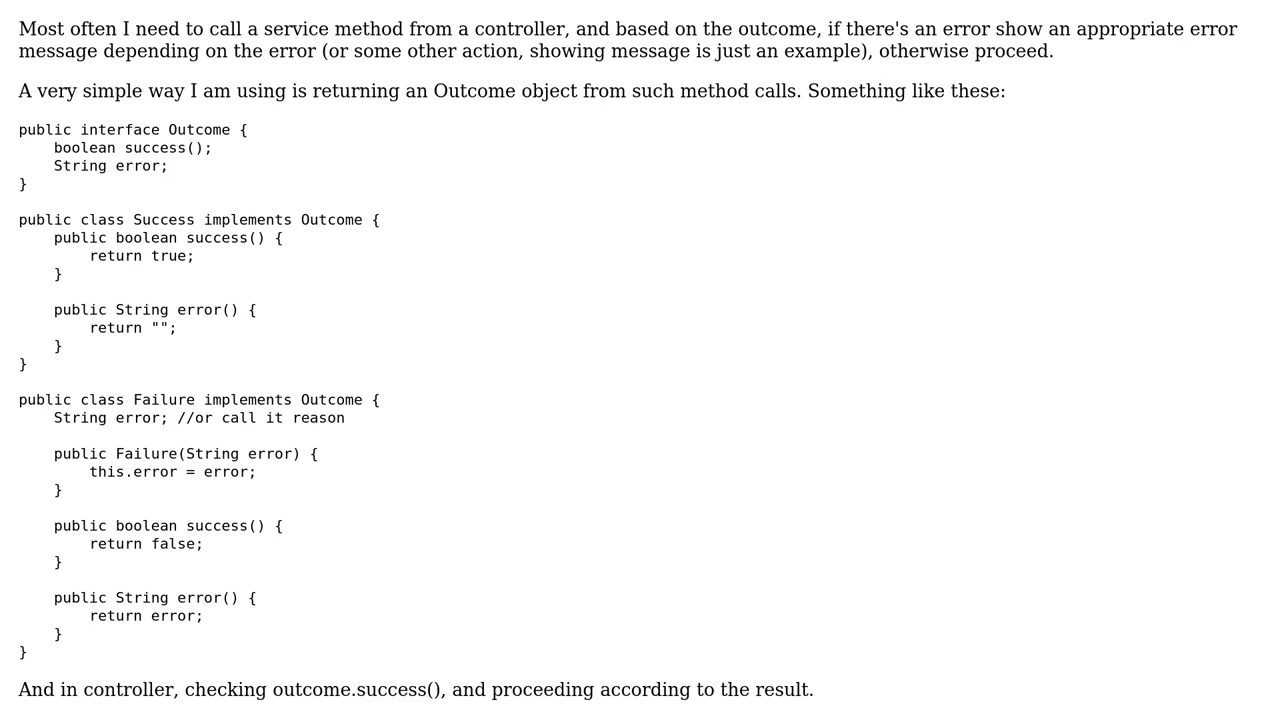 Most often I need to call a service method from a controller, and based on the outcome, if there's an error show an appropriate error
message depending on the error (or some other action, showing message is just an example), otherwise proceed.
A very simple way I am using is returning an Outcome object from such method calls. Something like these:
public interface Outcome {
    boolean success();
    String error;
}
public class Success implements Outcome {
    public boolean success() {
        return true;
    }
    public String error() {
        return "";
    }
}
public class Failure implements Outcome {
    String error; //or call it reason
    public Failure(String error) {
        this.error = error;
    }
    public boolean success() {
        return false;
    }
    public String error() {
        return error;
    }
}
And in controller, checking outcome.success(), and proceeding according to the result.